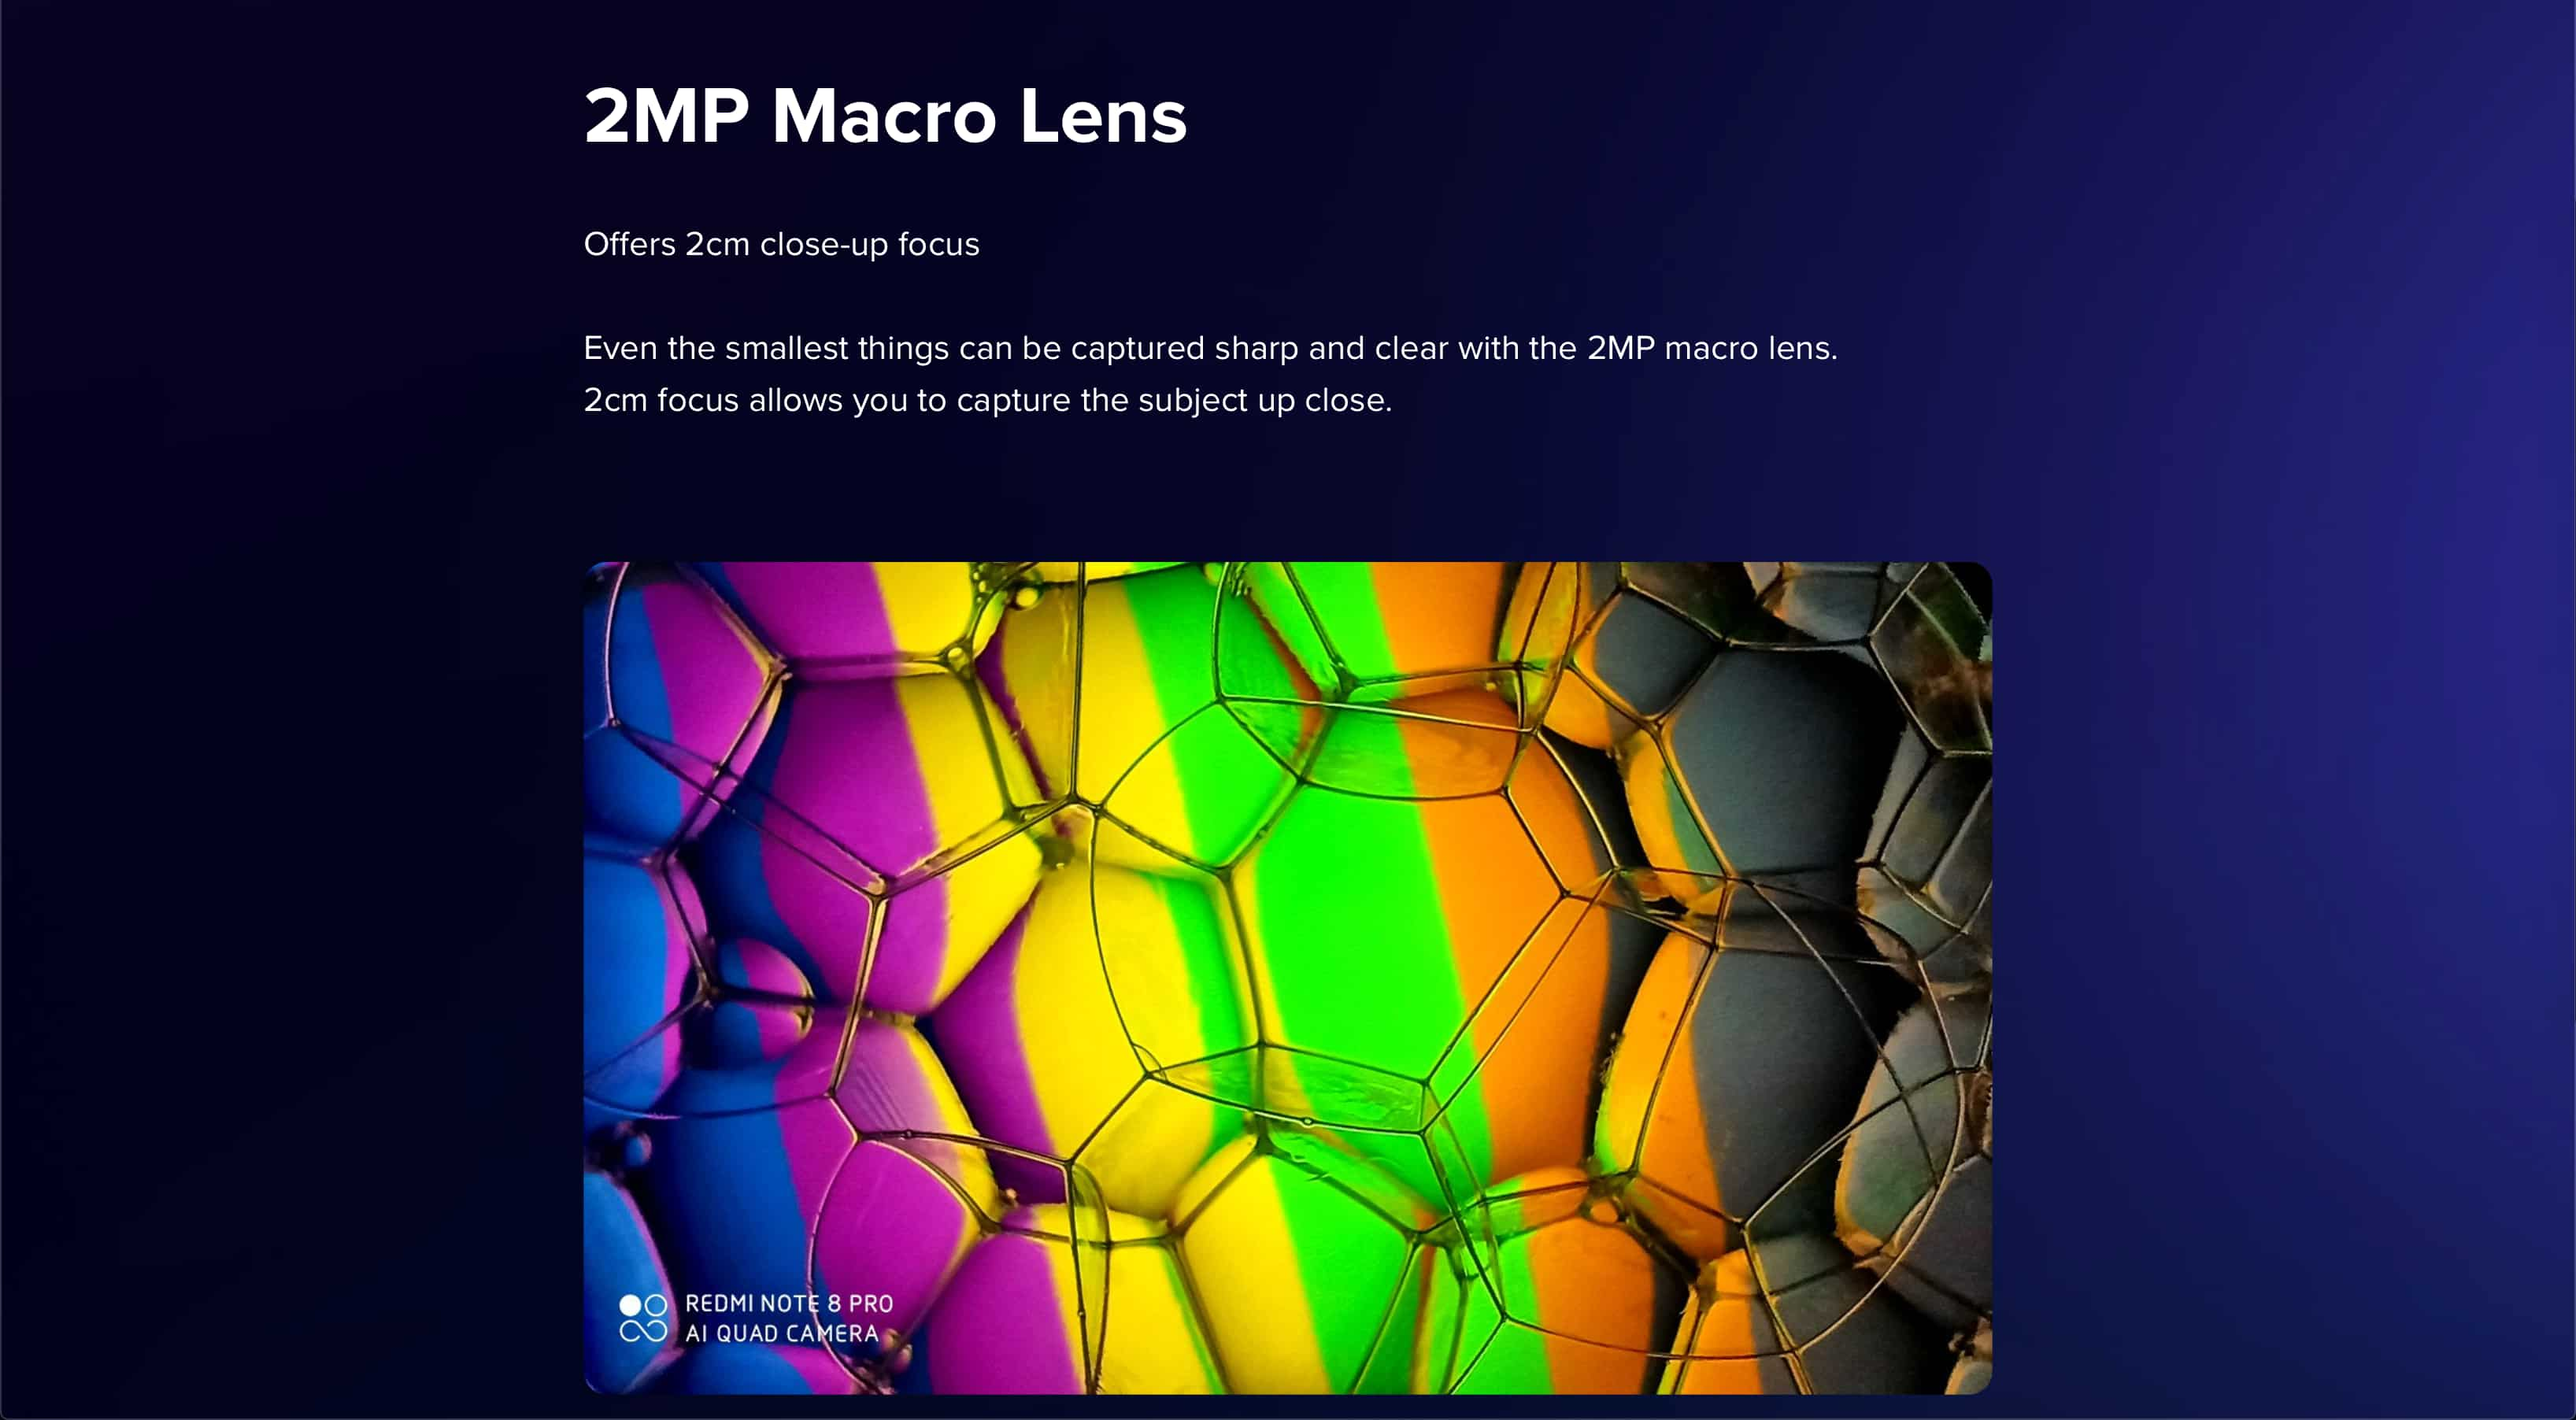 2MP Macro Lens
Offers 2cm close-up focus
Even the smallest things can be captured sharp and clear with the 2MP macro lens.
2cm focus allows you to capture the subject up close.
REDMI NOTE 8 PRO
AI QUAD CAMERA